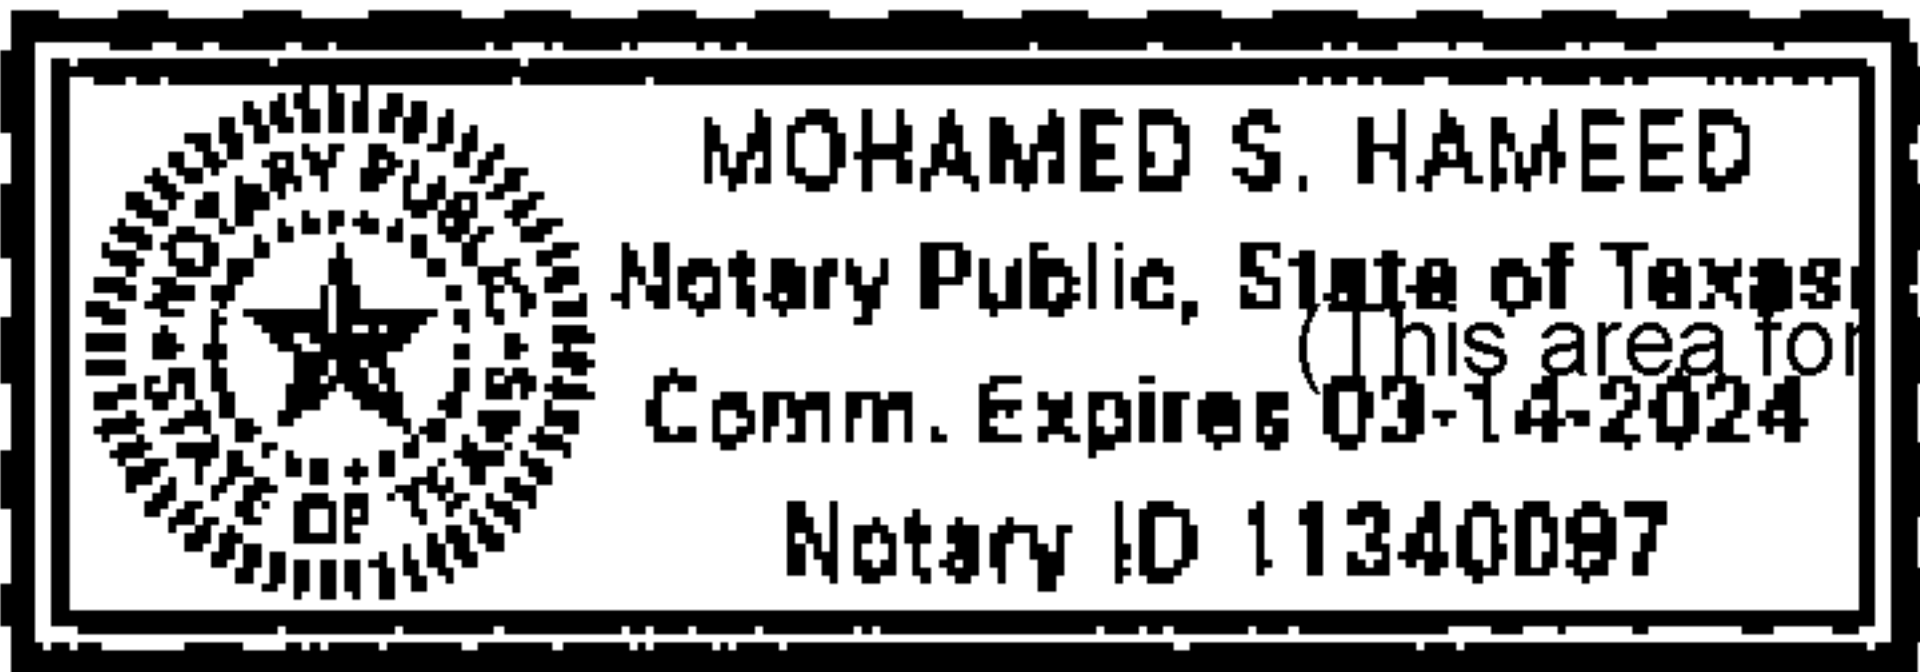 NOTARY PUBLIC
STATE OF TEXAS
MOHAMED S. HAMEED
Notary Public, State of Texas
(This area for
Comm. Expires 03-14-2024
Notary ID 11340097